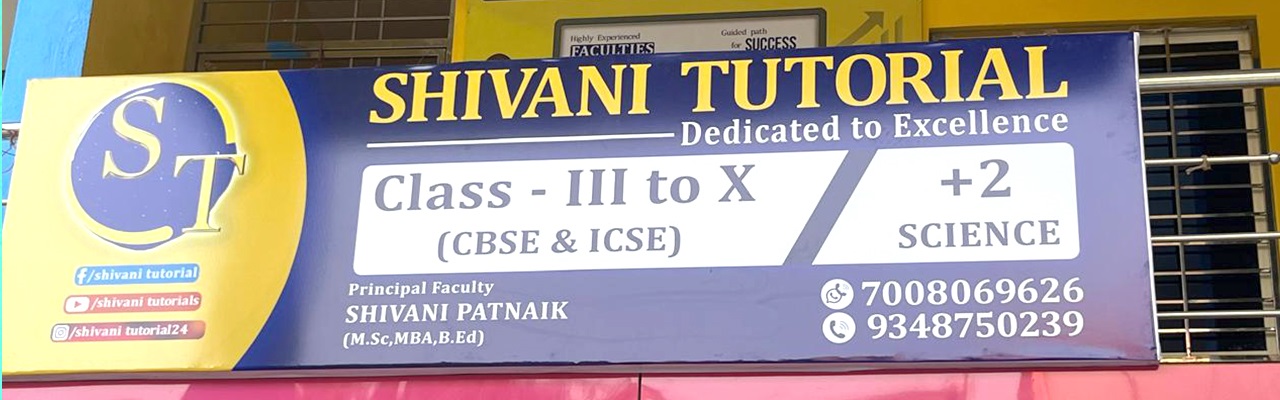 Highly Experienced
FACULTIES
Guided path
for SUCCESS
SHIVANI TUTORIAL
Dedicated to Excellence
ST
Class - III to X
(CBSE & ICSE)
+2
SCIENCE
f/shivani tutorial
/shivani tutorials
/shivani tutorial24
Principal Faculty
SHIVANI PATNAIK
(M.Sc,MBA,B.Ed)
7008069626
9348750239